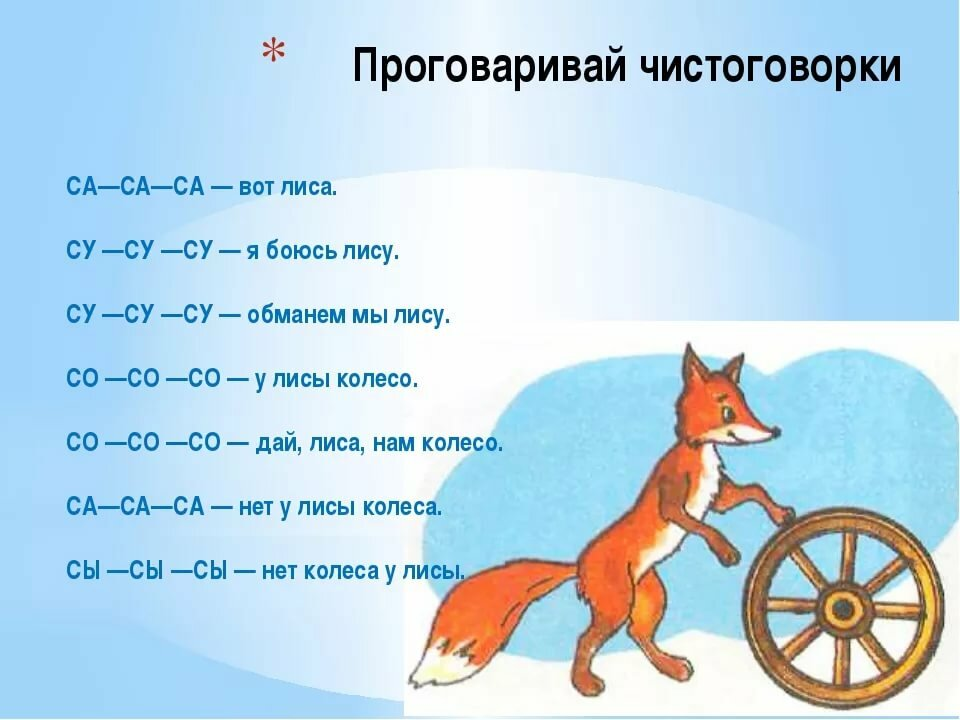 * Проговаривай чистоговорки
СА—СА—СА — вот лиса.
СУ —СУ —СУ — я боюсь лису.
СУ —СУ —СУ — обманем мы лису.
СО —СО —СО — у лисы колесо.
СО —СО —СО — дай, лиса, нам колесо.
СА—СА—СА — нет у лисы колеса.
СЫ —СЫ —СЫ — нет колеса у лисы.